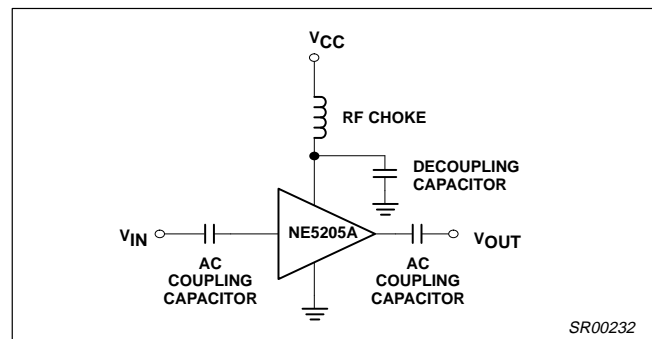 VCC
RF CHOKE
DECOUPLING
CAPACITOR
VIN
NE5205A
VOUT
AC
COUPLING
CAPACITOR
AC
COUPLING
CAPACITOR
SR00232